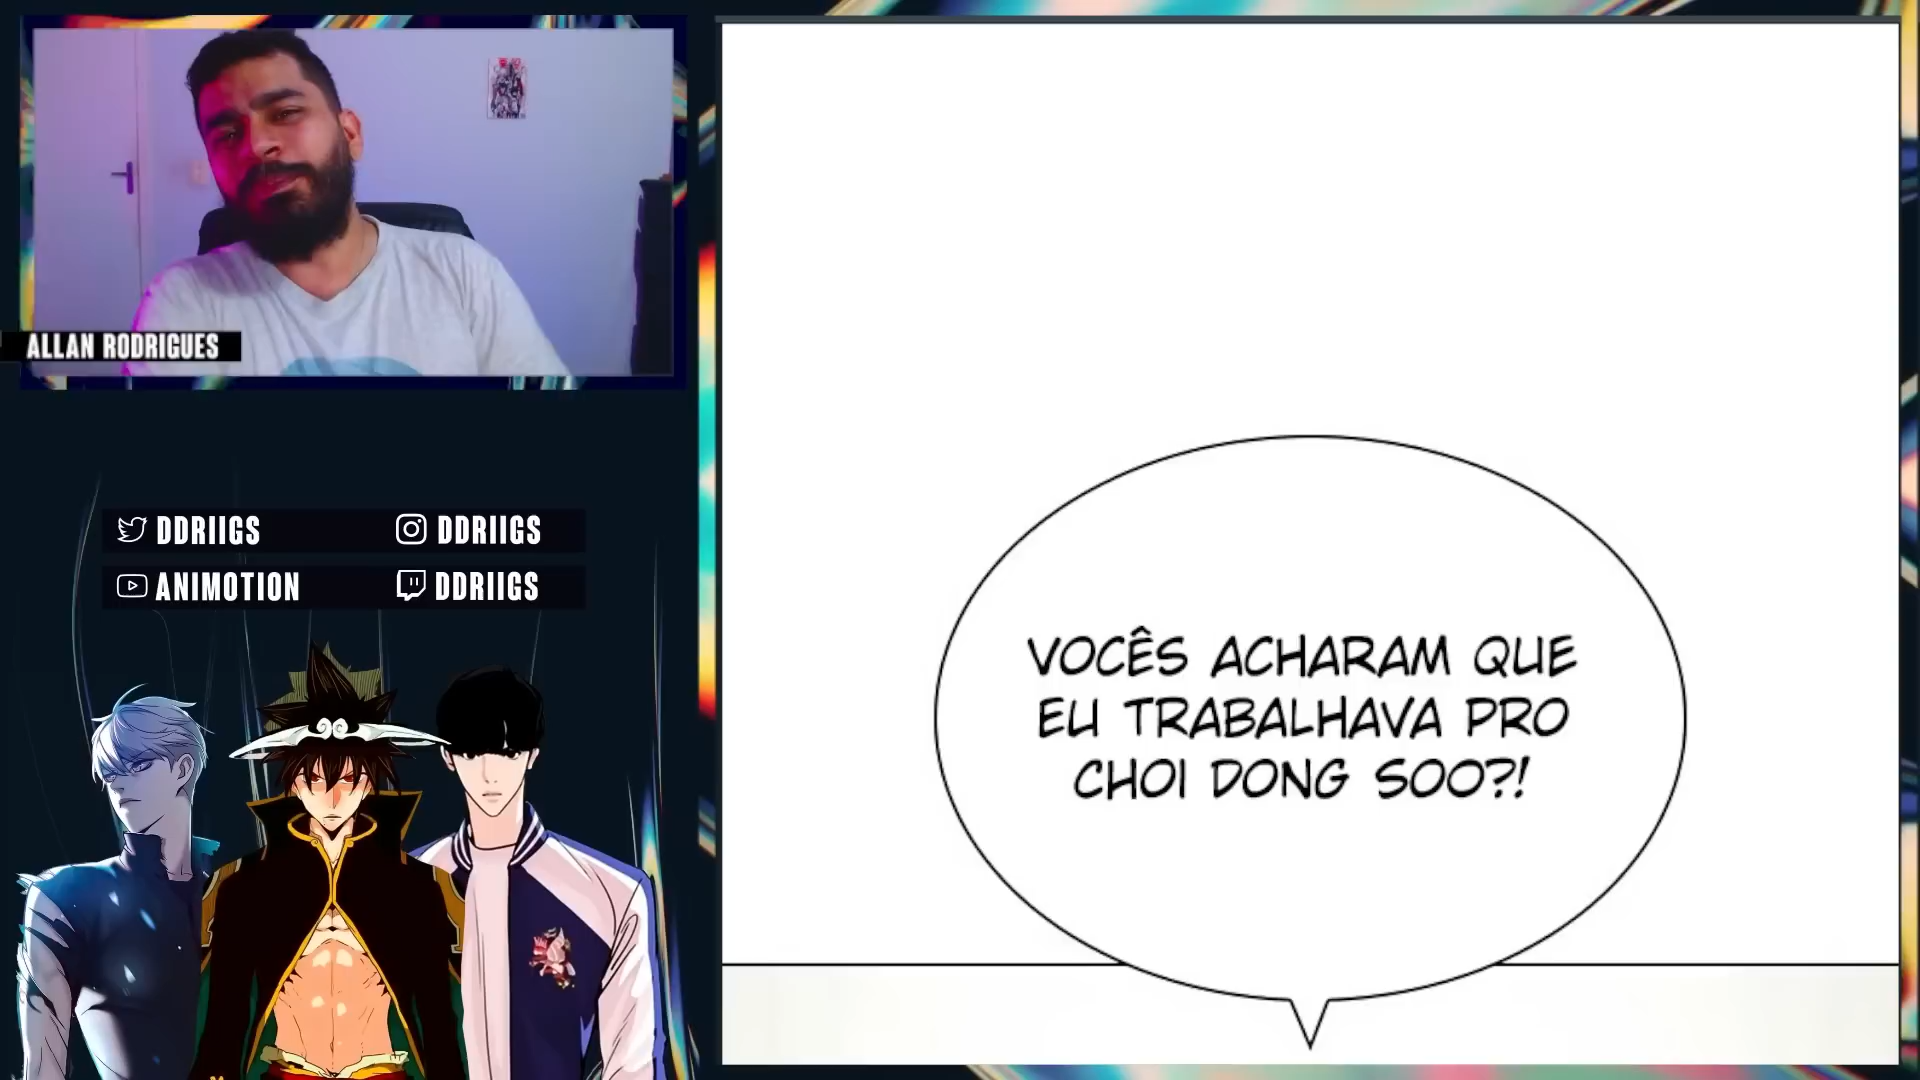 ALLAN RODRIGUES
DDRIIGS
DDRIIGS
ANIMOTION
DDRIIGS
VOCÊS ACHARAM QUE
EU TRABALHAVA PRO
CHOI DONG SOO?!